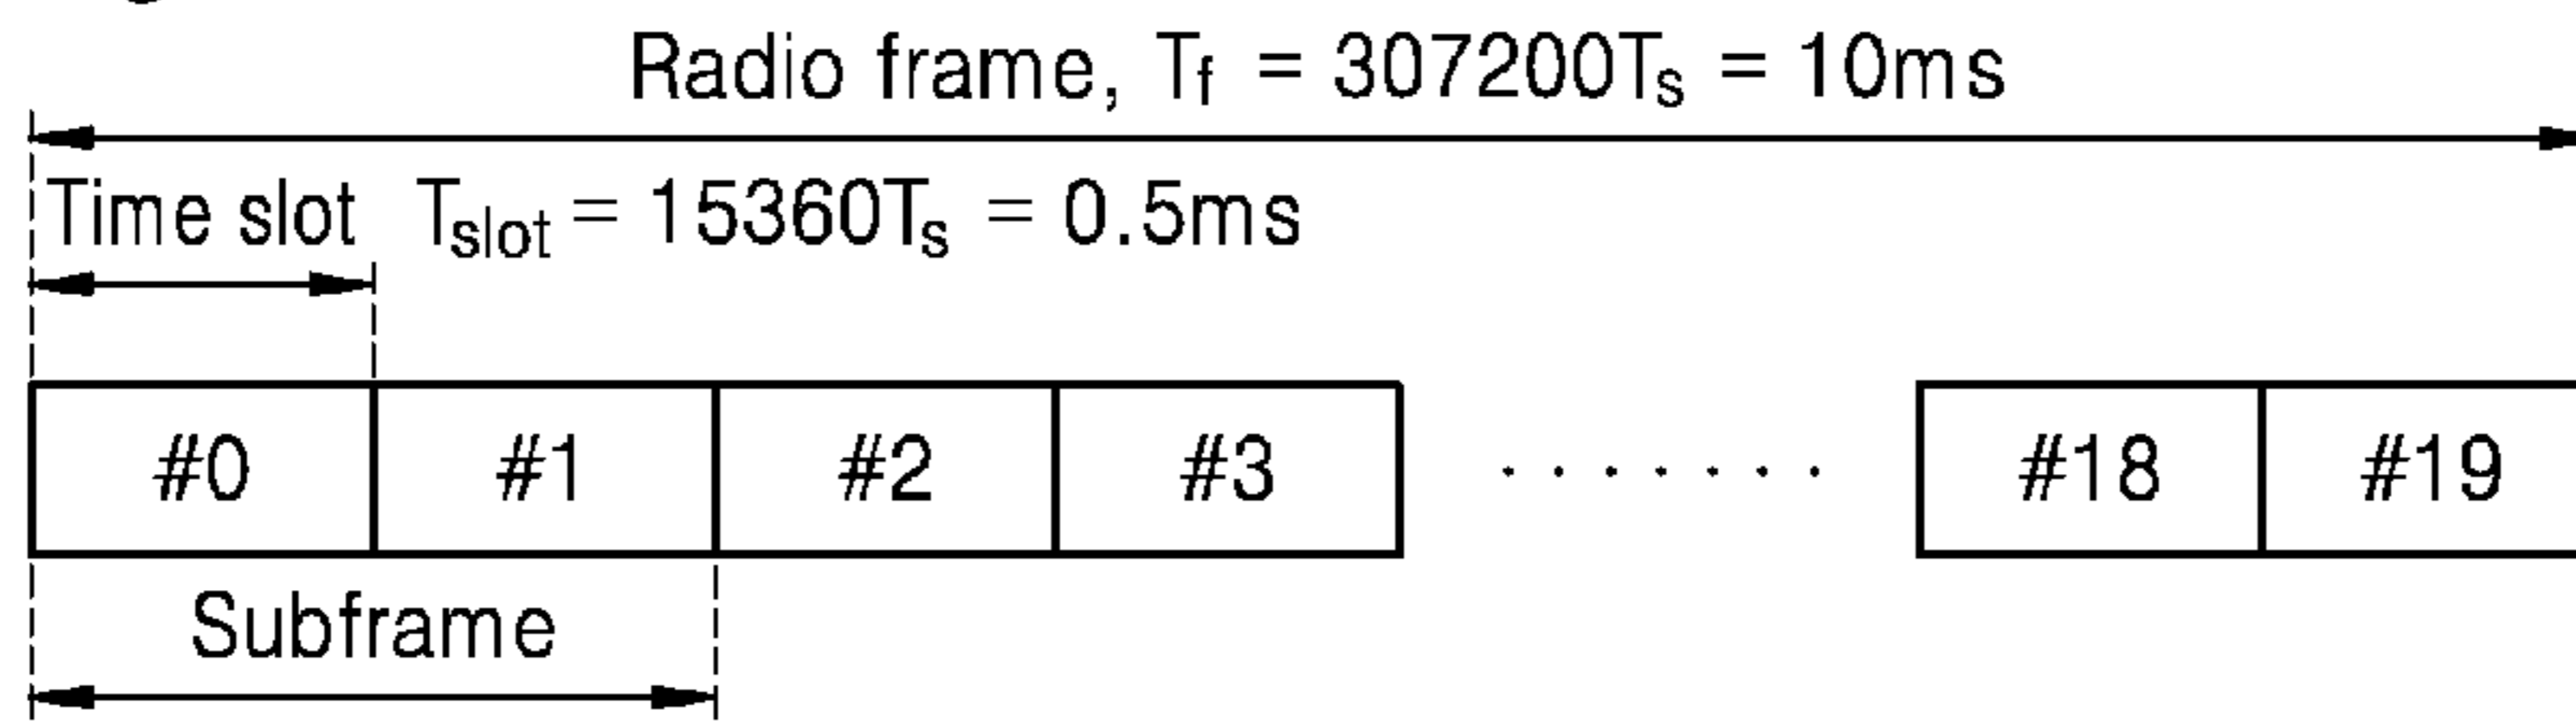 Radio frame, Tf = 307200Ts = 10ms
Time slot Tslot = 15360Ts = 0.5ms
#0 #1 #2 #3 . . . . . . . #18 #19
Subframe